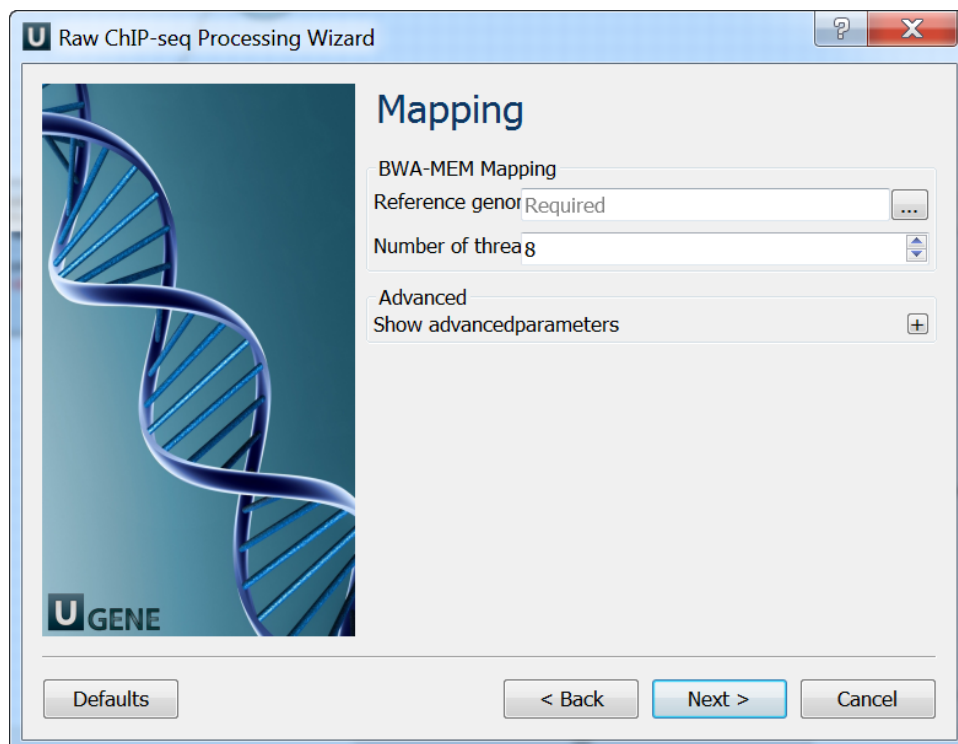 U Raw ChIP-seq Processing Wizard
?
X
Mapping
BWA-MEM Mapping
Reference genor Required ...
Number of threa 8
Advanced
Show advancedparameters +
U GENE
Defaults < Back Next > Cancel